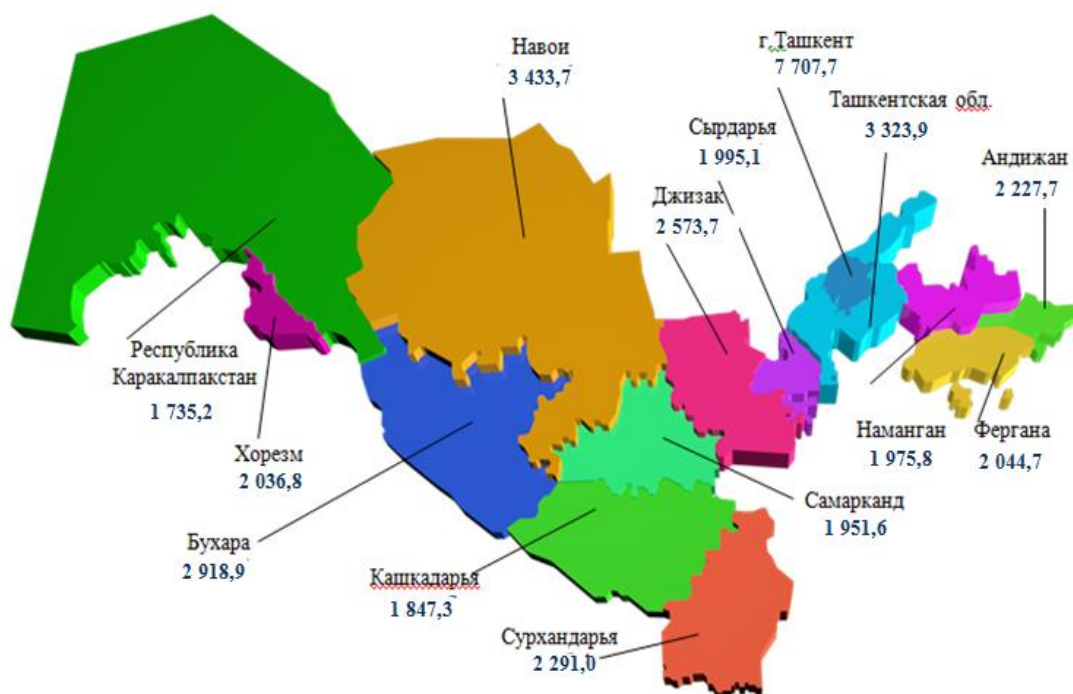 Навои
3 433,7
г.Ташкент
7 707,7
Ташкентская обл.
3 323,9
Сырдарья
1 995,1
Андижан
2 227,7
Джизак
2 573,7
Республика
Каракалпакстан
1 735,2
Хорезм
2 036,8
Наманган
1 975,8
Фергана
2 044,7
Самарканд
1 951,6
Бухара
2 918,9
Кашкадарья
1 847,3
Сурхандарья
2 291,0